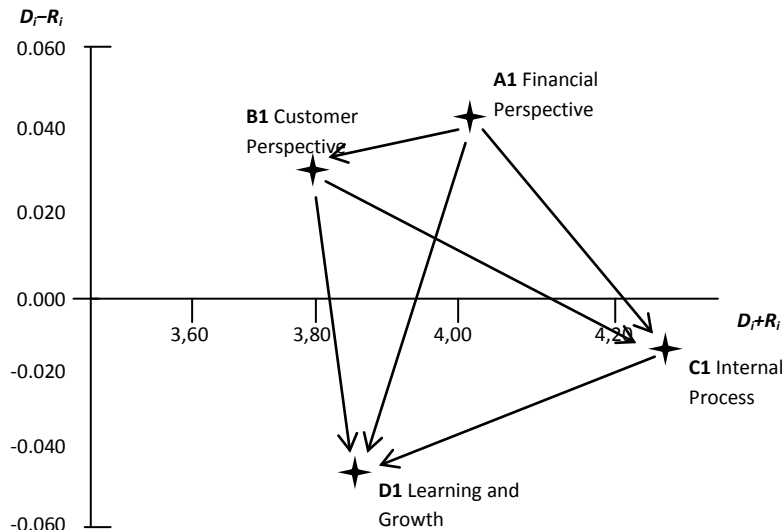 Dᵢ–Rᵢ
0.060
A1 Financial
Perspective
B1 Customer
Perspective
0.040
0.020
0.000
3,60
3,80
4,00
4,20
Dᵢ+Rᵢ
C1 Internal
Process
-0.020
-0.040
D1 Learning and
Growth
-0.060